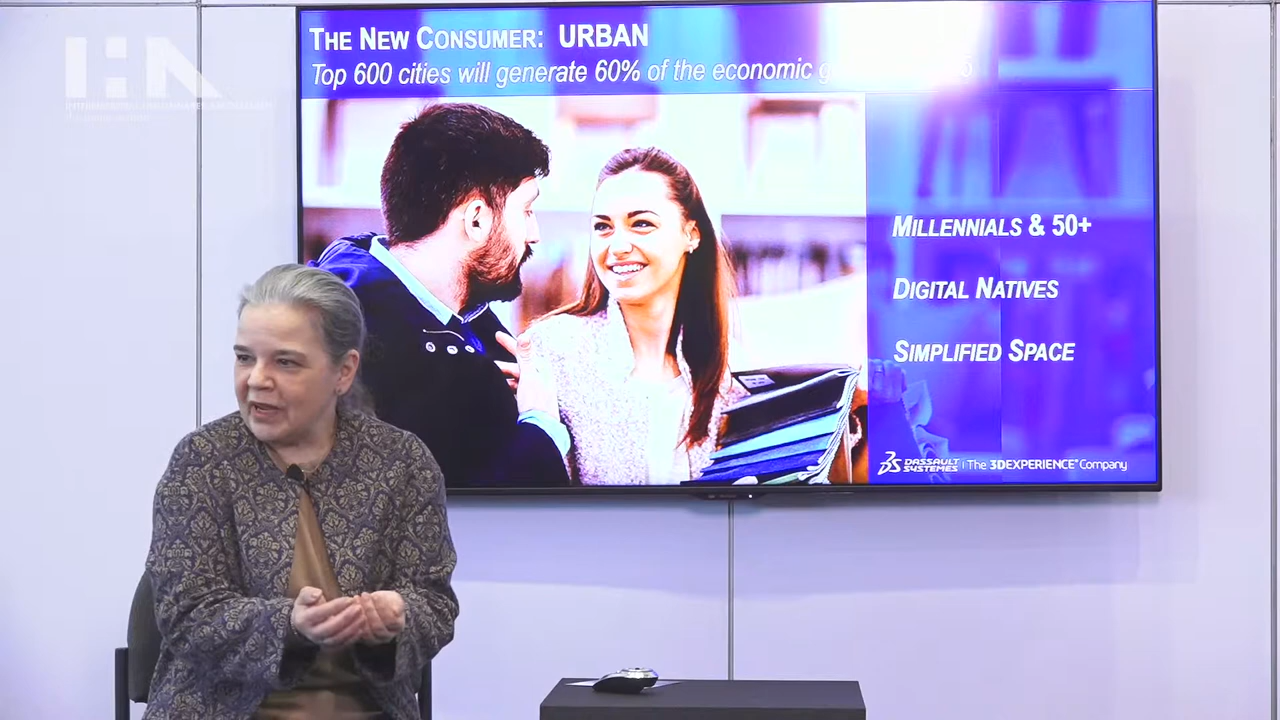 THE NEW CONSUMER: URBAN
Top 600 cities will generate 60% of the economic
MILLENNIALS & 50+
DIGITAL NATIVES
SIMPLIFIED SPACE
DASSAULT SYSTEMES | The 3DEXPERIENCE® Company